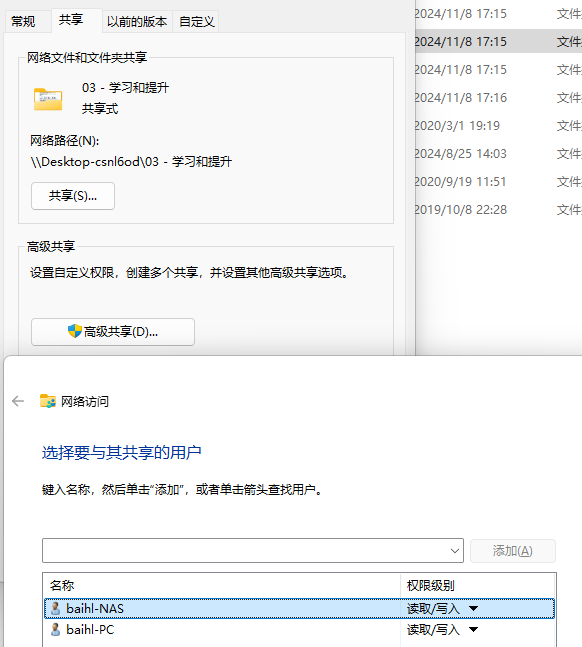 常规 共享 以前的版本 自定义
网络文件和文件夹共享
03 - 学习和提升
共享式
网络路径(N):
\\Desktop-csnl6od\03 - 学习和提升
共享(S)...
高级共享
设置自定义权限，创建多个共享，并设置其他高级共享选项。
高级共享(D)...
2024/11/8 17:15 文件
2024/11/8 17:15 文件
2024/11/8 17:15 文件
2024/11/8 17:16 文件
2020/3/1 19:19 文件
2024/8/25 14:03 文件
2020/9/19 11:51 文件
2019/10/8 22:28 文件
网络访问
选择要与其共享的用户
键入名称，然后单击"添加"，或者单击箭头查找用户。
添加(A)
名称 权限级别
baihl-NAS 读取/写入
baihl-PC 读取/写入